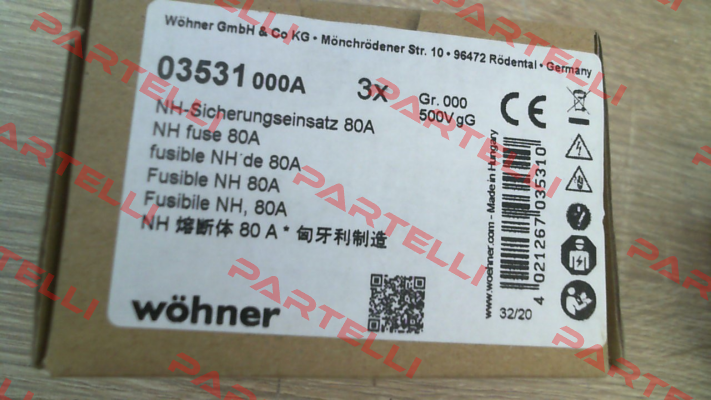 Wöhner GmbH & Co KG • Mönchrödener Str. 10 • 96472 Rödental • Germany
03531 000A 3x Gr. 000
500V gG
NH-Sicherungseinsatz 80A
NH fuse 80A
fusible NH de 80A
Fusible NH 80A
Fusibile NH, 80A
NH 熔断体 80 A * 匈牙利制造
wöhner
CE
www.woehner.com - Made in Hungary
4 021267 035310
32/20
PARTELLI
PARTELLI
PARTELLI
PARTELLI
PARTELLI
PARTELLI